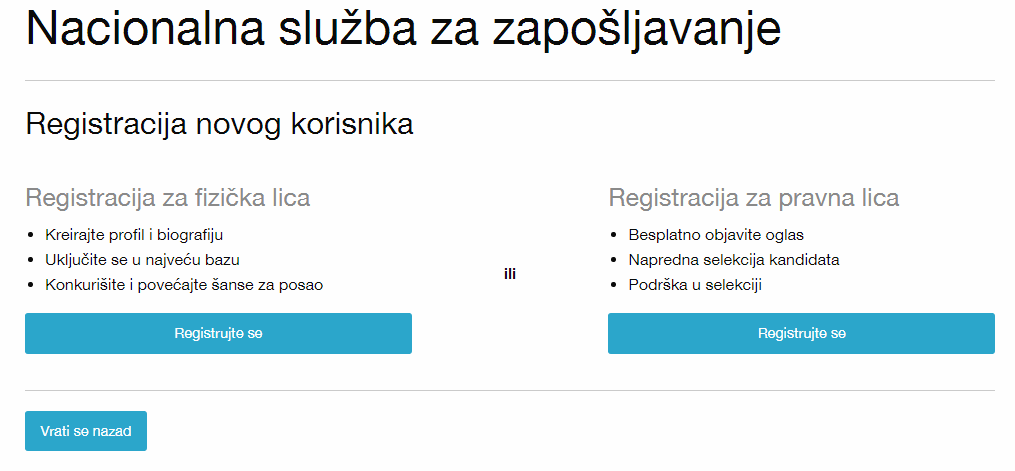 Nacionalna služba za zapošljavanje
Registracija novog korisnika
Registracija za fizička lica
Kreirajte profil i biografiju
Uključite se u najveću bazu
Konkurišite i povećajte šanse za posao
Registrujte se
ili
Registracija za pravna lica
Besplatno objavite oglas
Napredna selekcija kandidata
Podrška u selekciji
Registrujte se
Vrati se nazad